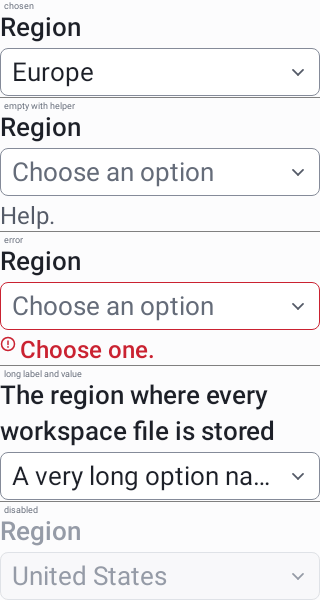 chosen
Region
Europe
empty with helper
Region
Choose an option
Help.
error
Region
Choose an option
Choose one.
long label and value
The region where every
workspace file is stored
A very long option na...
disabled
Region
United States